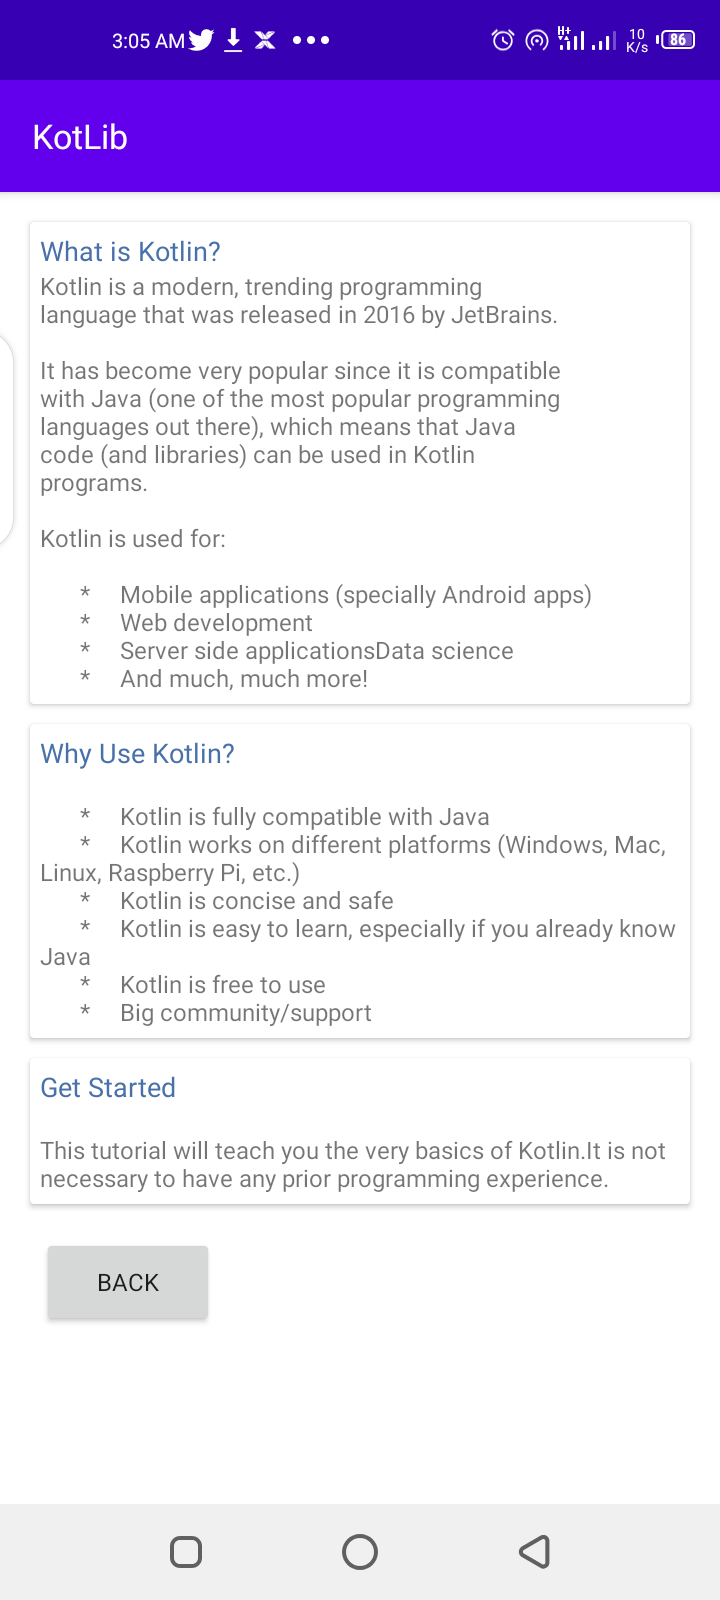 3:05 AM
H+
10
K/s
86
KotLib
What is Kotlin?
Kotlin is a modern, trending programming
language that was released in 2016 by JetBrains.
It has become very popular since it is compatible
with Java (one of the most popular programming
languages out there), which means that Java
code (and libraries) can be used in Kotlin
programs.
Kotlin is used for:
* Mobile applications (specially Android apps)
* Web development
* Server side applicationsData science
* And much, much more!
Why Use Kotlin?
* Kotlin is fully compatible with Java
* Kotlin works on different platforms (Windows, Mac,
Linux, Raspberry Pi, etc.)
* Kotlin is concise and safe
* Kotlin is easy to learn, especially if you already know
Java
* Kotlin is free to use
* Big community/support
Get Started
This tutorial will teach you the very basics of Kotlin.It is not
necessary to have any prior programming experience.
BACK